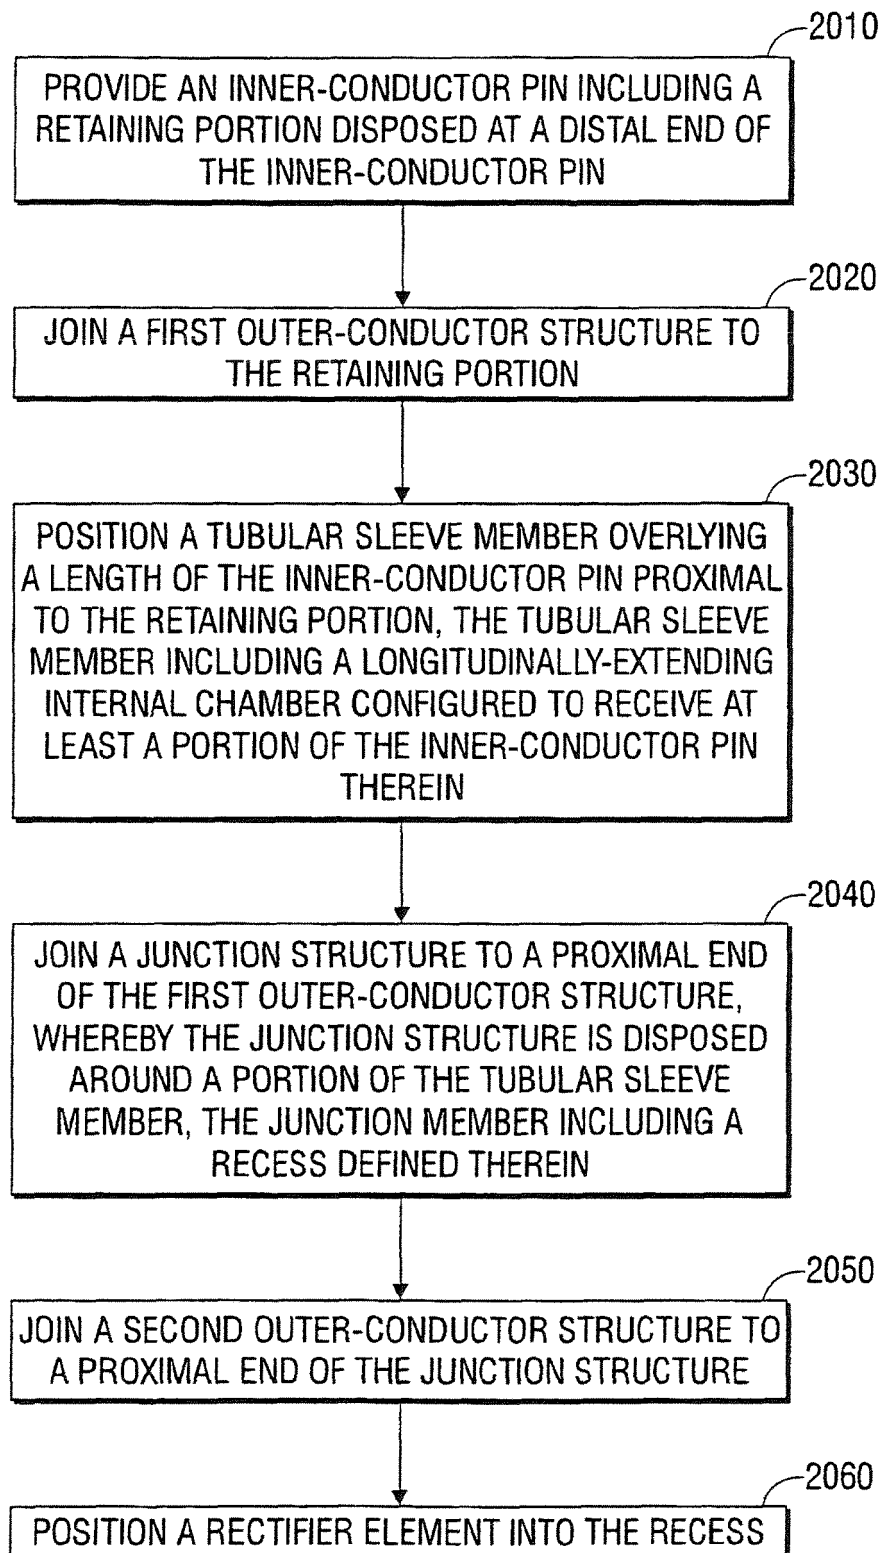 2010
PROVIDE AN INNER-CONDUCTOR PIN INCLUDING A
RETAINING PORTION DISPOSED AT A DISTAL END OF
THE INNER-CONDUCTOR PIN
2020
JOIN A FIRST OUTER-CONDUCTOR STRUCTURE TO
THE RETAINING PORTION
2030
POSITION A TUBULAR SLEEVE MEMBER OVERLYING
A LENGTH OF THE INNER-CONDUCTOR PIN PROXIMAL
TO THE RETAINING PORTION, THE TUBULAR SLEEVE
MEMBER INCLUDING A LONGITUDINALLY-EXTENDING
INTERNAL CHAMBER CONFIGURED TO RECEIVE AT
LEAST A PORTION OF THE INNER-CONDUCTOR PIN
THEREIN
2040
JOIN A JUNCTION STRUCTURE TO A PROXIMAL END
OF THE FIRST OUTER-CONDUCTOR STRUCTURE,
WHEREBY THE JUNCTION STRUCTURE IS DISPOSED
AROUND A PORTION OF THE TUBULAR SLEEVE
MEMBER, THE JUNCTION MEMBER INCLUDING A
RECESS DEFINED THEREIN
2050
JOIN A SECOND OUTER-CONDUCTOR STRUCTURE TO
A PROXIMAL END OF THE JUNCTION STRUCTURE
2060
POSITION A RECTIFIER ELEMENT INTO THE RECESS